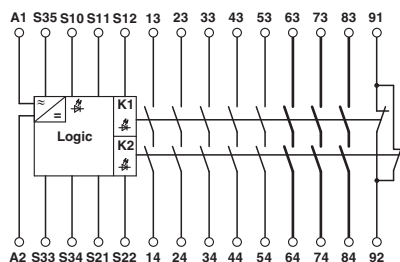 A1 S35 S10 S11 S12 13 23 33 43 53 63 73 83 91
≈
=
K1
Logic
K2
A2 S33 S34 S21 S22 14 24 34 44 54 64 74 84 92